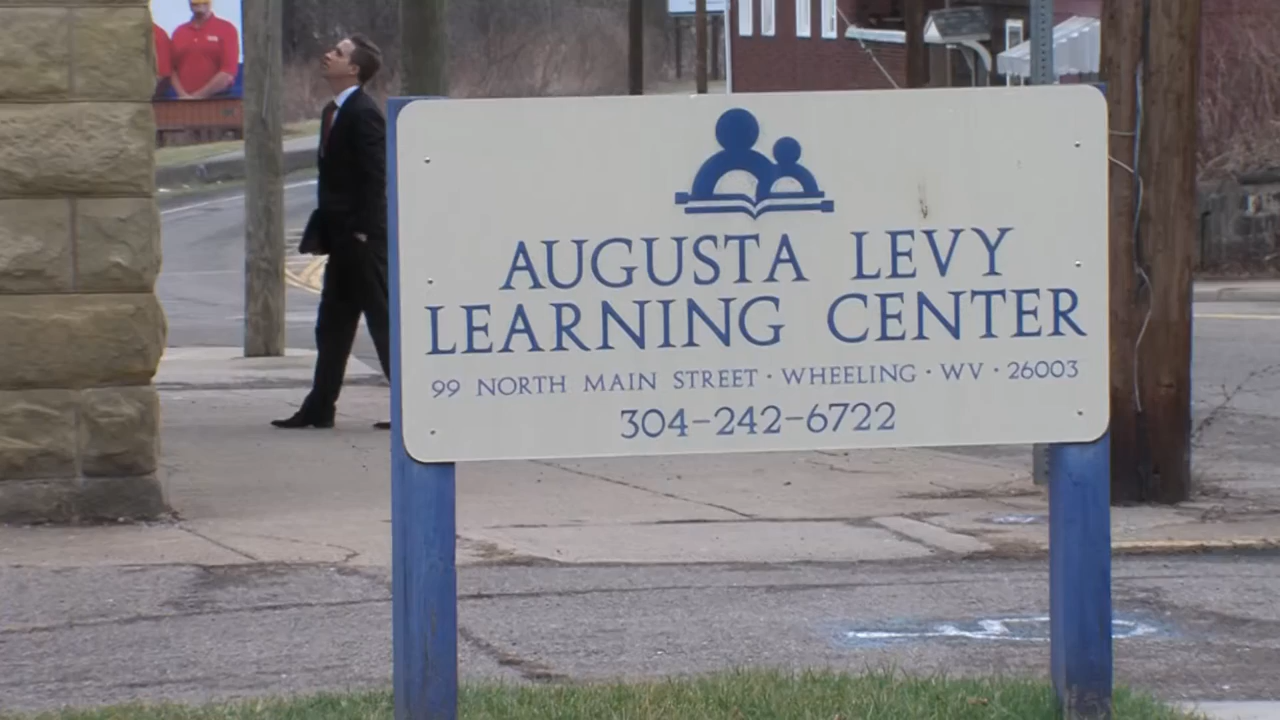 AUGUSTA LEVY
LEARNING CENTER
99 NORTH MAIN STREET · WHEELING · WV · 26003
304-242-6722